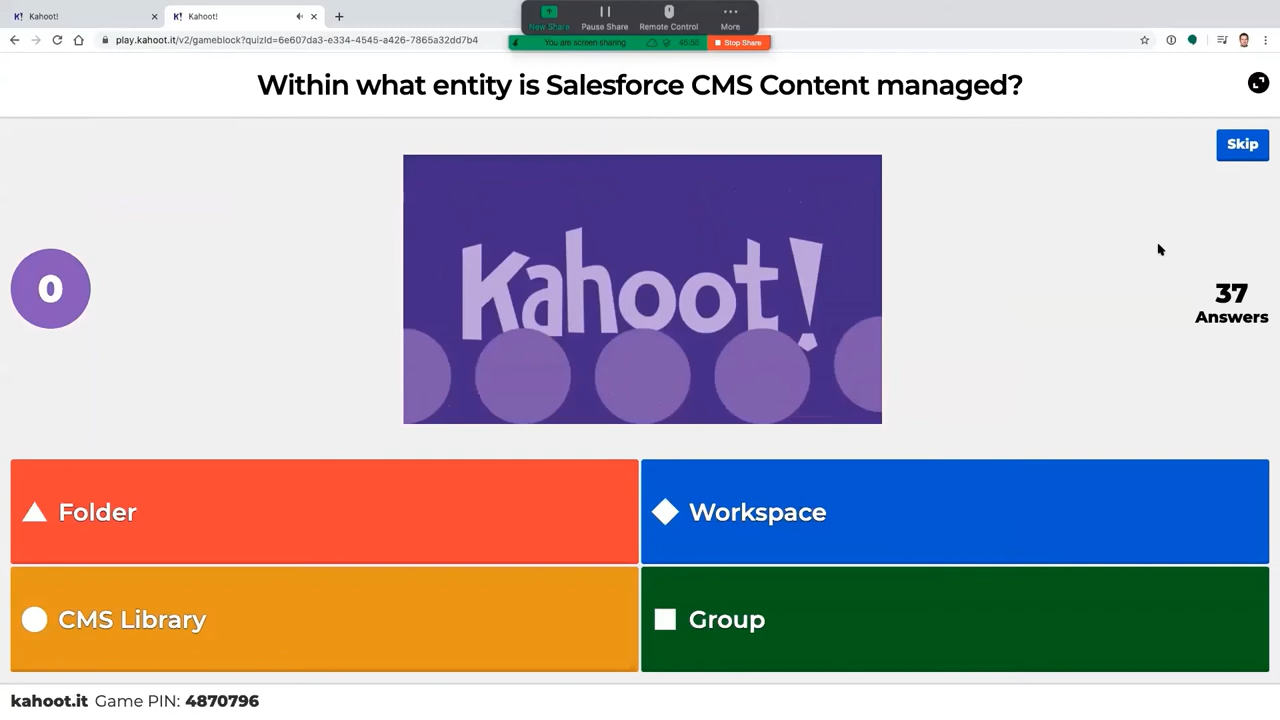 Kahoot!
Kahoot!
New Share
Pause Share
Remote Control
More
play.kahoot.it/v2/gameblock?quizId=6e607da3-e334-4545-a426-7865a32dd7b4
You are screen sharing
Stop Share
Within what entity is Salesforce CMS Content managed?
Skip
Kahoot!
0
37
Answers
Folder
Workspace
CMS Library
Group
kahoot.it Game PIN: 4870796